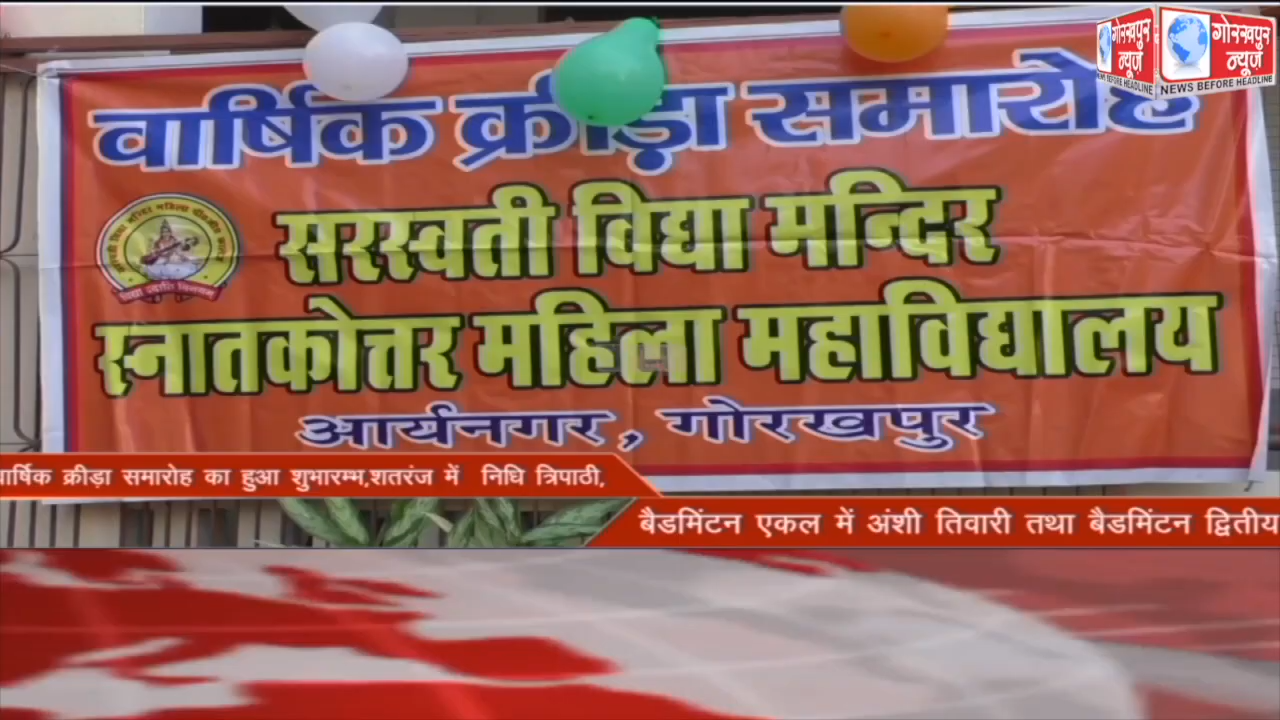 गोरखपुर न्यूज
NEWS BEFORE HEADLINE
गोरखपुर न्यूज
NEWS BEFORE HEADLINE
वार्षिक क्रीड़ा समारोह
सरस्वती विद्या मन्दिर
स्नातकोत्तर महिला महाविद्यालय
आर्यनगर, गोरखपुर
वार्षिक क्रीड़ा समारोह का हुआ शुभारम्भ,शतरंज में निधि त्रिपाठी,
बैडमिंटन एकल में अंशी तिवारी तथा बैडमिंटन द्वितीय